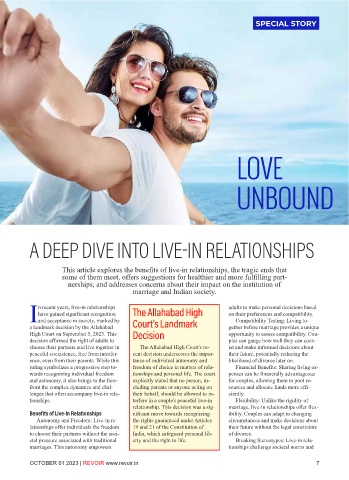 SPECIAL STORY
LOVE
UNBOUND
A DEEP DIVE INTO LIVE-IN RELATIONSHIPS
This article explores the benefits of live-in relationships, the tragic ends that
some of them meet, offers suggestions for healthier and more fulfilling part-
nerships, and addresses concerns about their impact on the institution of
marriage and Indian society.
In recent years, live-in relationships
have gained significant recognition
and acceptance in society, marked by
a landmark decision by the Allahabad
High Court on September 5, 2023. This
decision affirmed the right of adults to
choose their partners and live together in
peaceful coexistence, free from interfer-
ence, even from their parents. While this
ruling symbolizes a progressive step to-
wards recognizing individual freedom
and autonomy, it also brings to the fore-
front the complex dynamics and chal-
lenges that often accompany live-in rela-
tionships.
Benefits of Live-In Relationships
Autonomy and Freedom: Live-in re-
lationships offer individuals the freedom
to choose their partners without the soci-
etal pressure associated with traditional
marriages. This autonomy empowers
The Allahabad High
Court's Landmark
Decision
The Allahabad High Court's re-
cent decision underscores the impor-
tance of individual autonomy and
freedom of choice in matters of rela-
tionships and personal life. The court
explicitly stated that no person, in-
cluding parents or anyone acting on
their behalf, should be allowed to in-
terfere in a couple's peaceful live-in
relationship. This decision was a sig-
nificant move towards recognizing
the rights guaranteed under Articles
19 and 21 of the Constitution of
India, which safeguard personal lib-
erty and the right to life.
adults to make personal decisions based
on their preferences and compatibility.
Compatibility Testing: Living to-
gether before marriage provides a unique
opportunity to assess compatibility. Cou-
ples can gauge how well they can coex-
ist and make informed decisions about
their future, potentially reducing the
likelihood of divorce later on.
Financial Benefits: Sharing living ex-
penses can be financially advantageous
for couples, allowing them to pool re-
sources and allocate funds more effi-
ciently.
Flexibility: Unlike the rigidity of
marriage, live-in relationships offer flex-
ibility. Couples can adapt to changing
circumstances and make decisions about
their future without the legal constraints
of divorce.
Breaking Stereotypes: Live-in rela-
tionships challenge societal norms and
OCTOBER 01 2023 | REVOIR www.revoir.in
7